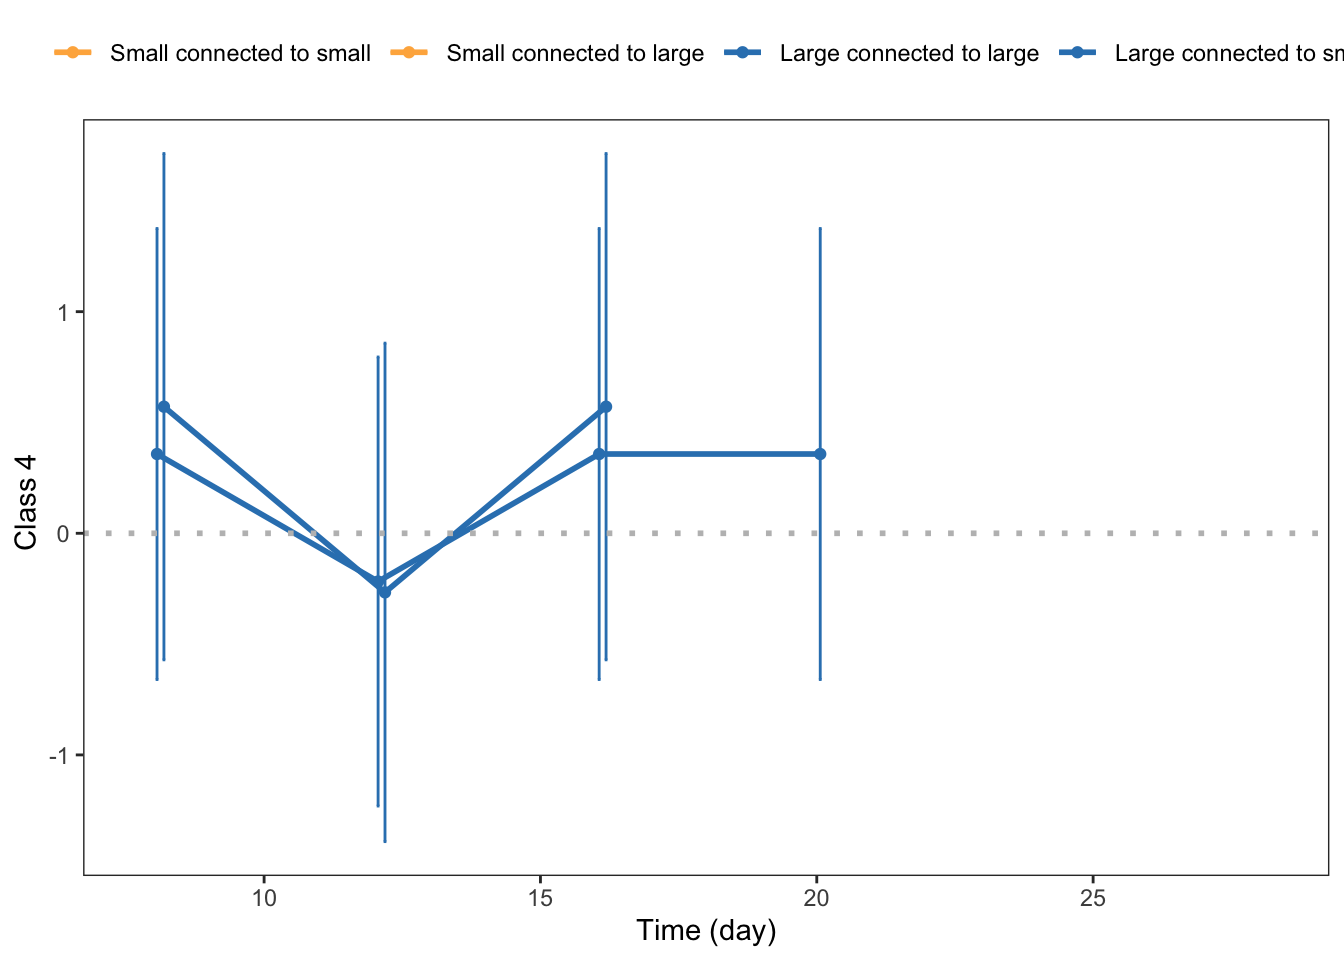 Small connected to small Small connected to large Large connected to large Large connected to
1
0
-1
Class 4
10 15 20 25
Time (day)